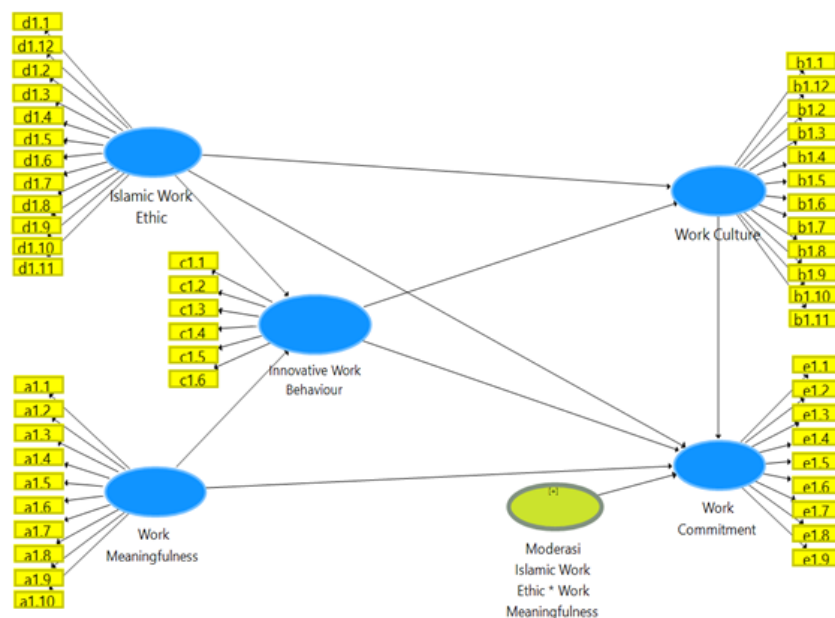 d1.1
d1.12
d1.2
d1.3
d1.4
d1.5
d1.6
d1.7
d1.8
d1.9
d1.10
d1.11
Islamic Work
Ethic
c1.1
c1.2
c1.3
c1.4
c1.5
c1.6
Innovative Work
Behaviour
a1.1
a1.2
a1.3
a1.4
a1.5
a1.6
a1.7
a1.8
a1.9
a1.10
Work
Meaningfulness
b1.1
b1.12
b1.2
b1.3
b1.4
b1.5
b1.6
b1.7
b1.8
b1.9
b1.10
b1.11
Work Culture
e1.1
e1.2
e1.3
e1.4
e1.5
e1.6
e1.7
e1.8
e1.9
Work
Commitment
[+]
Moderasi
Islamic Work
Ethic * Work
Meaningfulness